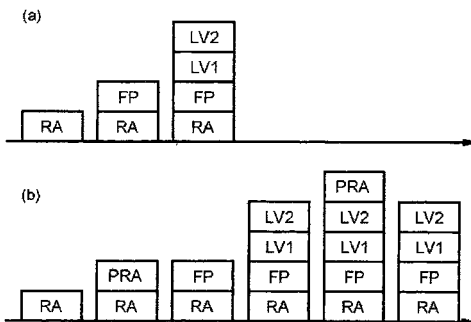 (a)
LV2
LV1
FP FP
RA RA RA
(b)
PRA
LV2 LV2 LV2
LV1 LV1 LV1
PRA FP FP FP FP
RA RA RA RA RA RA